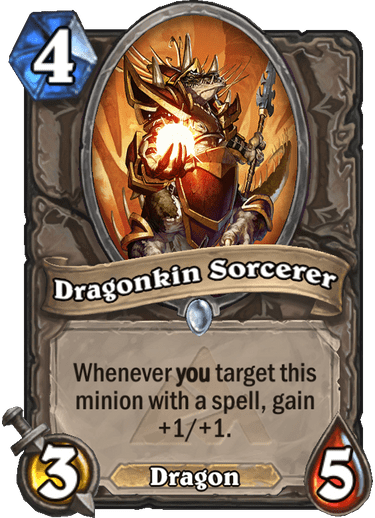 4
Dragonkin Sorcerer
Whenever you target this
minion with a spell, gain
+1/+1.
3
Dragon
5